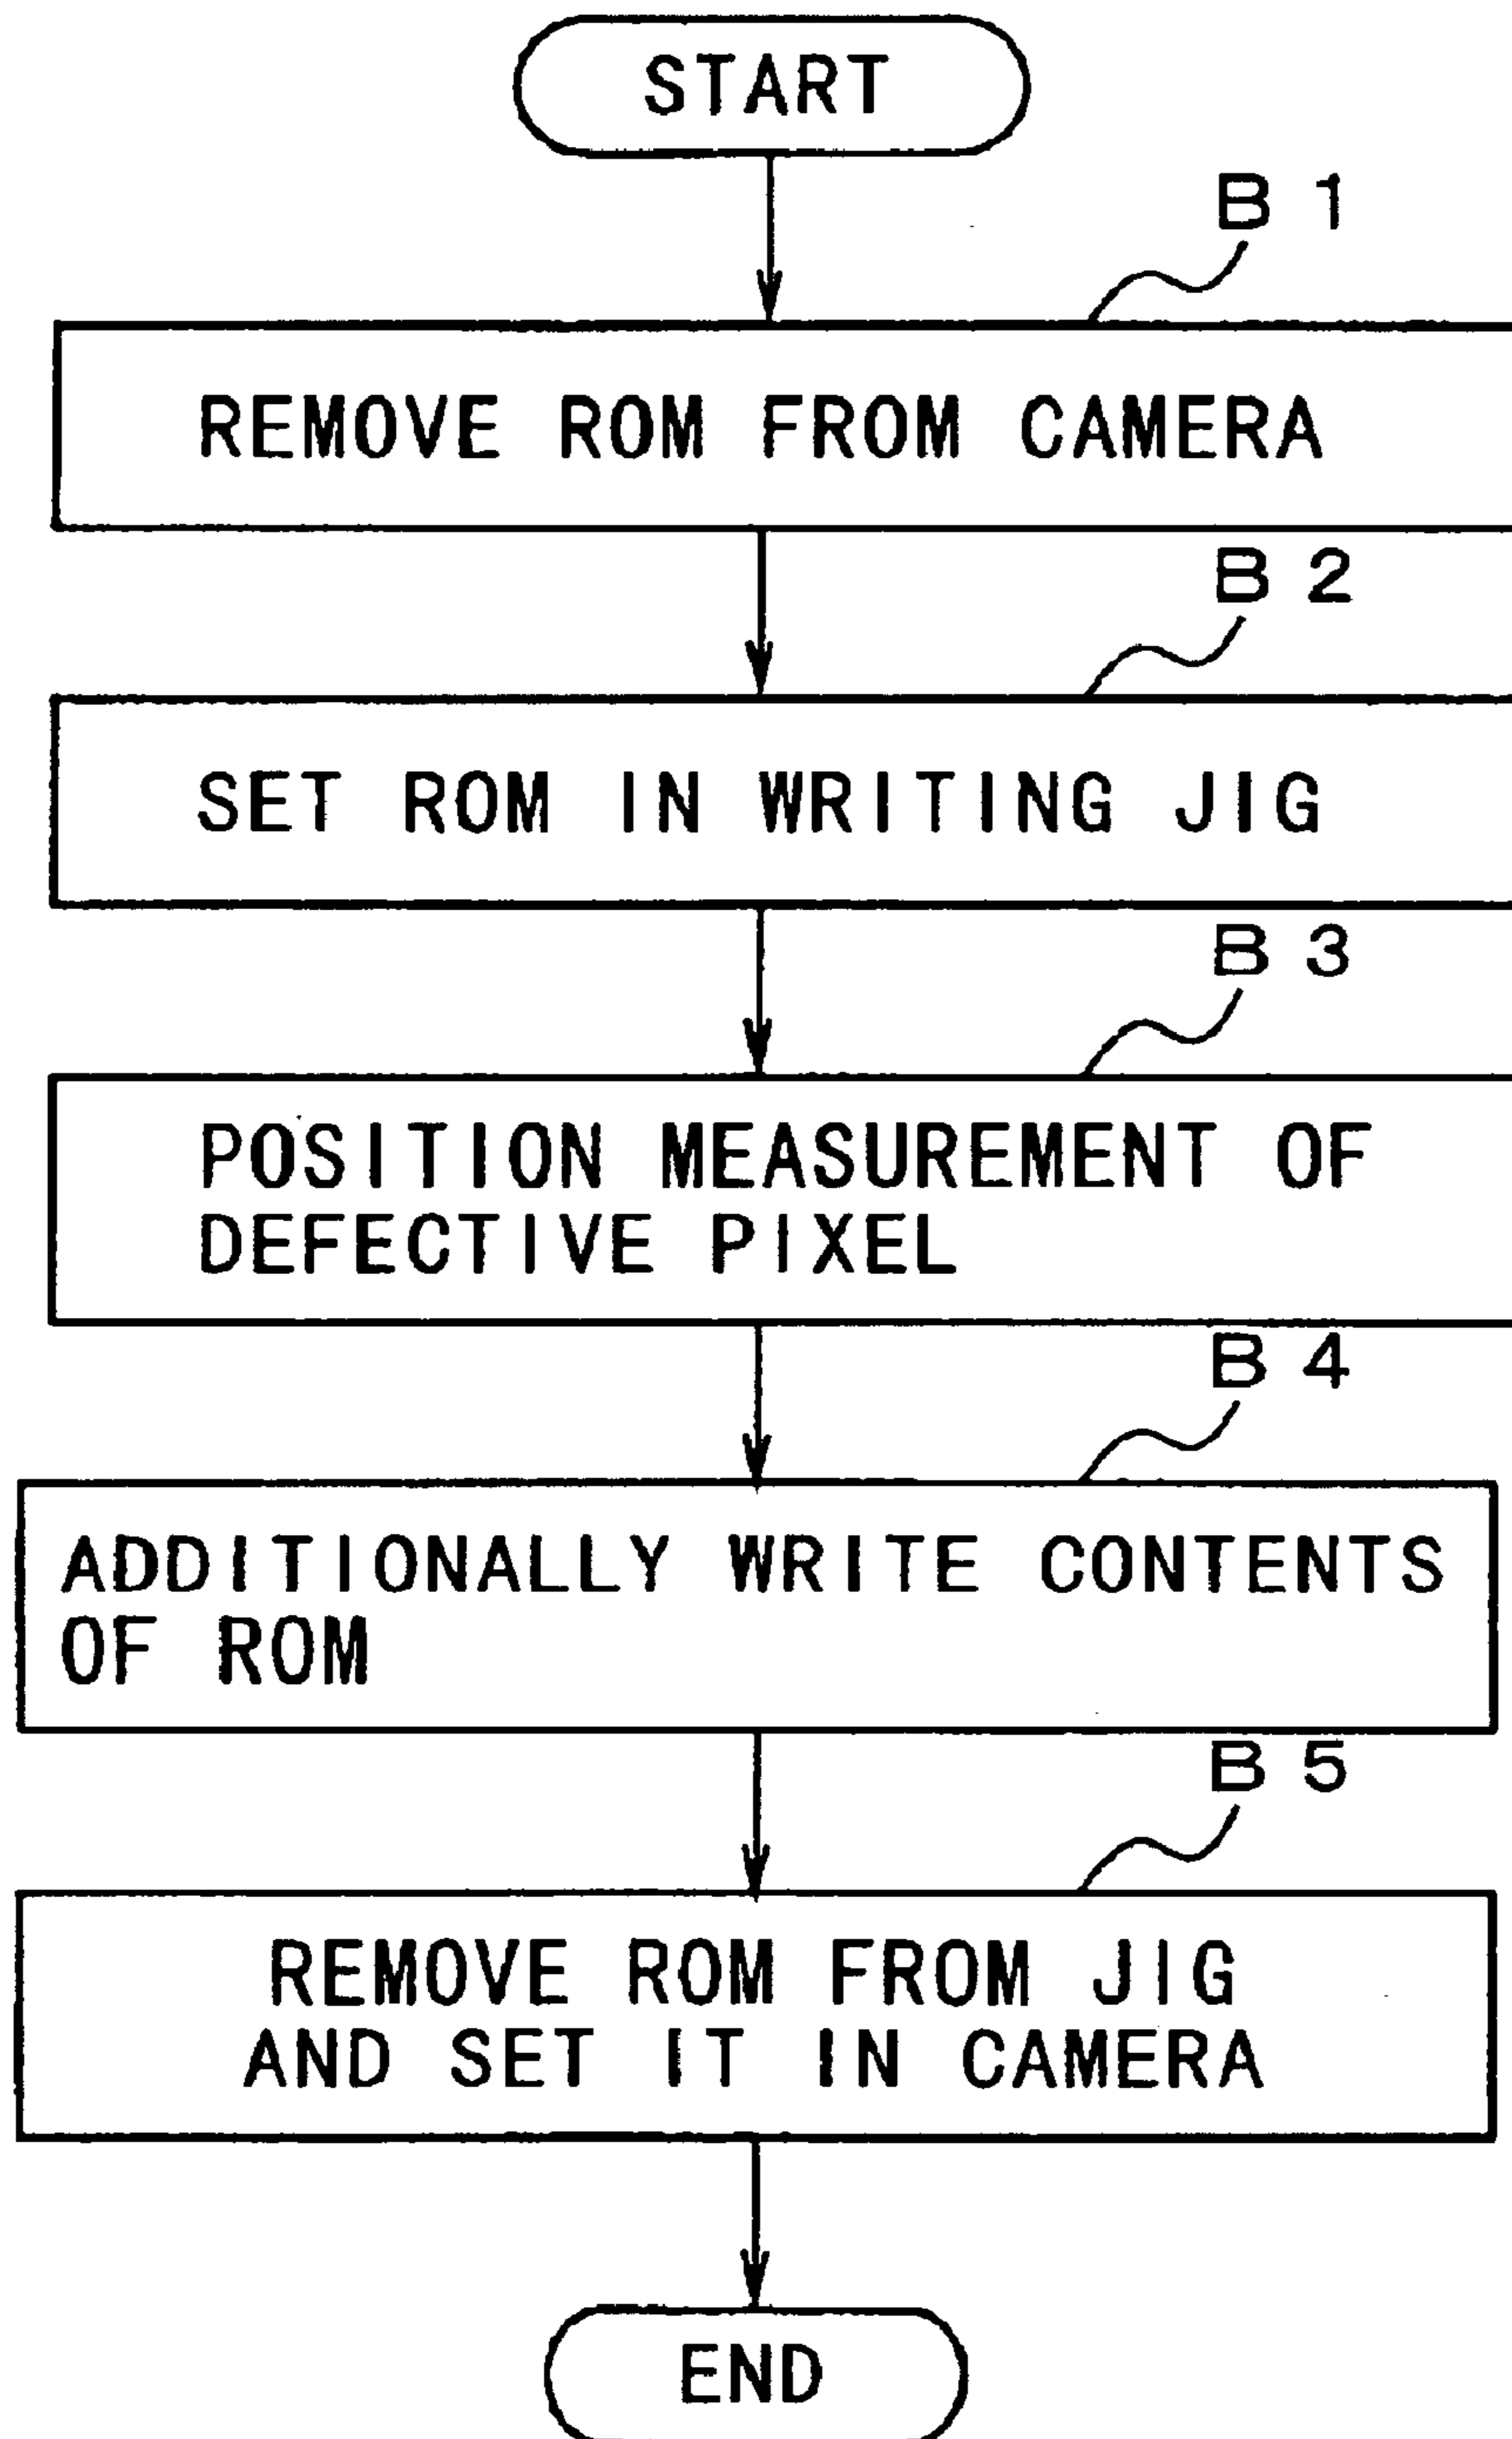 START
B 1
REMOVE ROM FROM CAMERA
B 2
SET ROM IN WRITING JIG
B 3
POSITION MEASUREMENT OF
DEFECTIVE PIXEL
B 4
ADDITIONALLY WRITE CONTENTS
OF ROM
B 5
REMOVE ROM FROM JIG
AND SET IT IN CAMERA
END